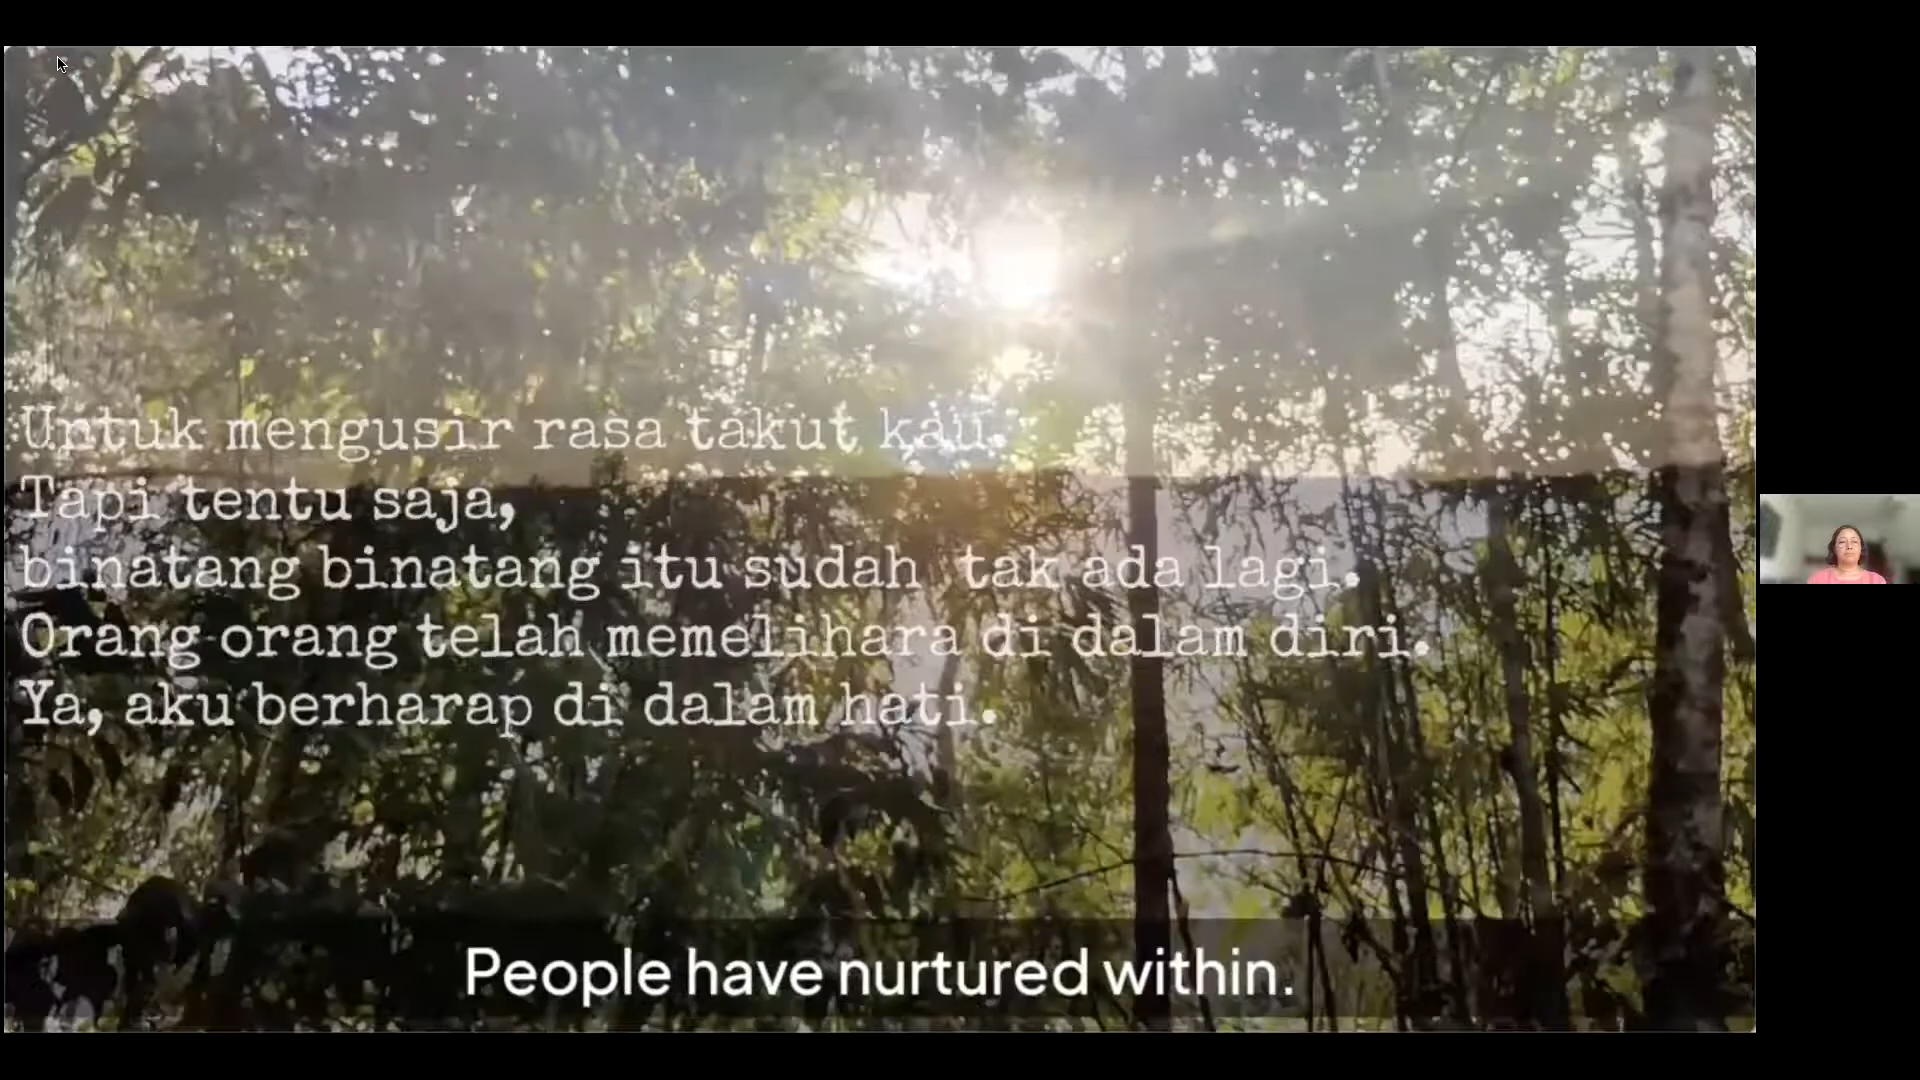 Untuk mengusir rasa takut kau.
Tapi tentu saja,
binatang binatang itu sudah tak ada lagi.
Orang-orang telah memelihara di dalam diri.
Ya, aku berharap di dalam hati.
People have nurtured within.